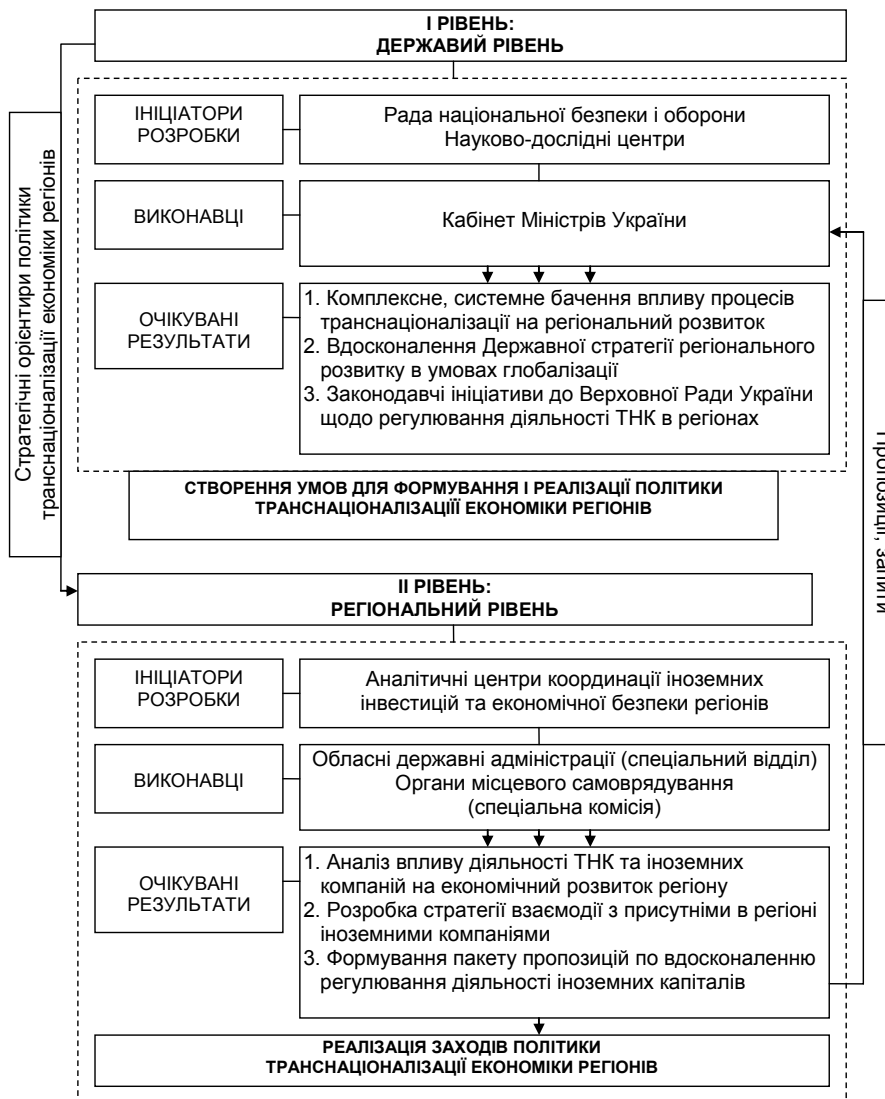 І РІВЕНЬ:
ДЕРЖАВИЙ РІВЕНЬ
ІНІЦІАТОРИ
РОЗРОБКИ
Рада національної безпеки і оборони
Науково-дослідні центри
ВИКОНАВЦІ
Кабінет Міністрів України
ОЧІКУВАНІ
РЕЗУЛЬТАТИ
1. Комплексне, системне бачення впливу процесів
транснаціоналізації на регіональний розвиток
2. Вдосконалення Державної стратегії регіонального
розвитку в умовах глобалізації
3. Законодавчі ініціативи до Верховної Ради України
щодо регулювання діяльності ТНК в регіонах
СТВОРЕННЯ УМОВ ДЛЯ ФОРМУВАННЯ І РЕАЛІЗАЦІЇ ПОЛІТИКИ
ТРАНСНАЦІОНАЛІЗАЦІІЇ ЕКОНОМІКИ РЕГІОНІВ
Стратегічні орієнтири політики
транснаціоналізації економіки регіонів
Пропозиції, запити
ІІ РІВЕНЬ:
РЕГІОНАЛЬНИЙ РІВЕНЬ
ІНІЦІАТОРИ
РОЗРОБКИ
Аналітичні центри координації іноземних
інвестицій та економічної безпеки регіонів
ВИКОНАВЦІ
Обласні державні адміністрації (спеціальний відділ)
Органи місцевого самоврядування
(спеціальна комісія)
ОЧІКУВАНІ
РЕЗУЛЬТАТИ
1. Аналіз впливу діяльності ТНК та іноземних
компаній на економічний розвиток регіону
2. Розробка стратегії взаємодії з присутніми в регіоні
іноземними компаніями
3. Формування пакету пропозицій по вдосконаленню
регулювання діяльності іноземних капіталів
РЕАЛІЗАЦІЯ ЗАХОДІВ ПОЛІТИКИ
ТРАНСНАЦІОНАЛІЗАЦІЇ ЕКОНОМІКИ РЕГІОНІВ